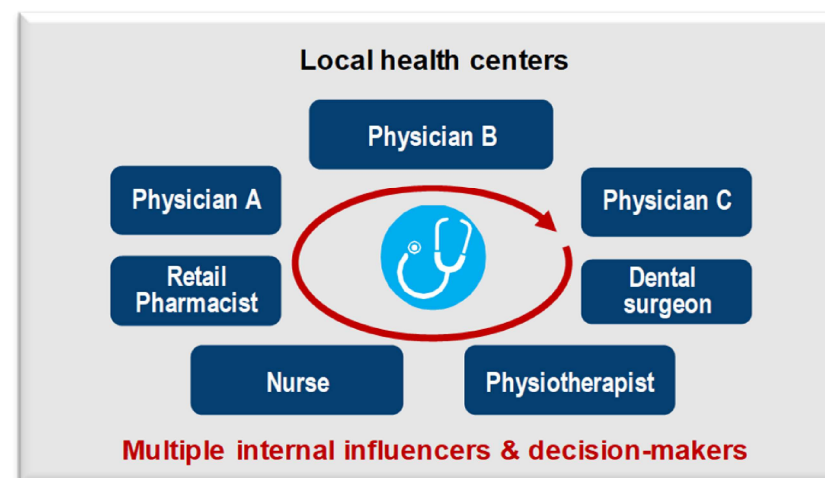 Local health centers
Physician B
Physician A
Physician C
Retail
Pharmacist
Dental
surgeon
Nurse
Physiotherapist
Multiple internal influencers & decision-makers